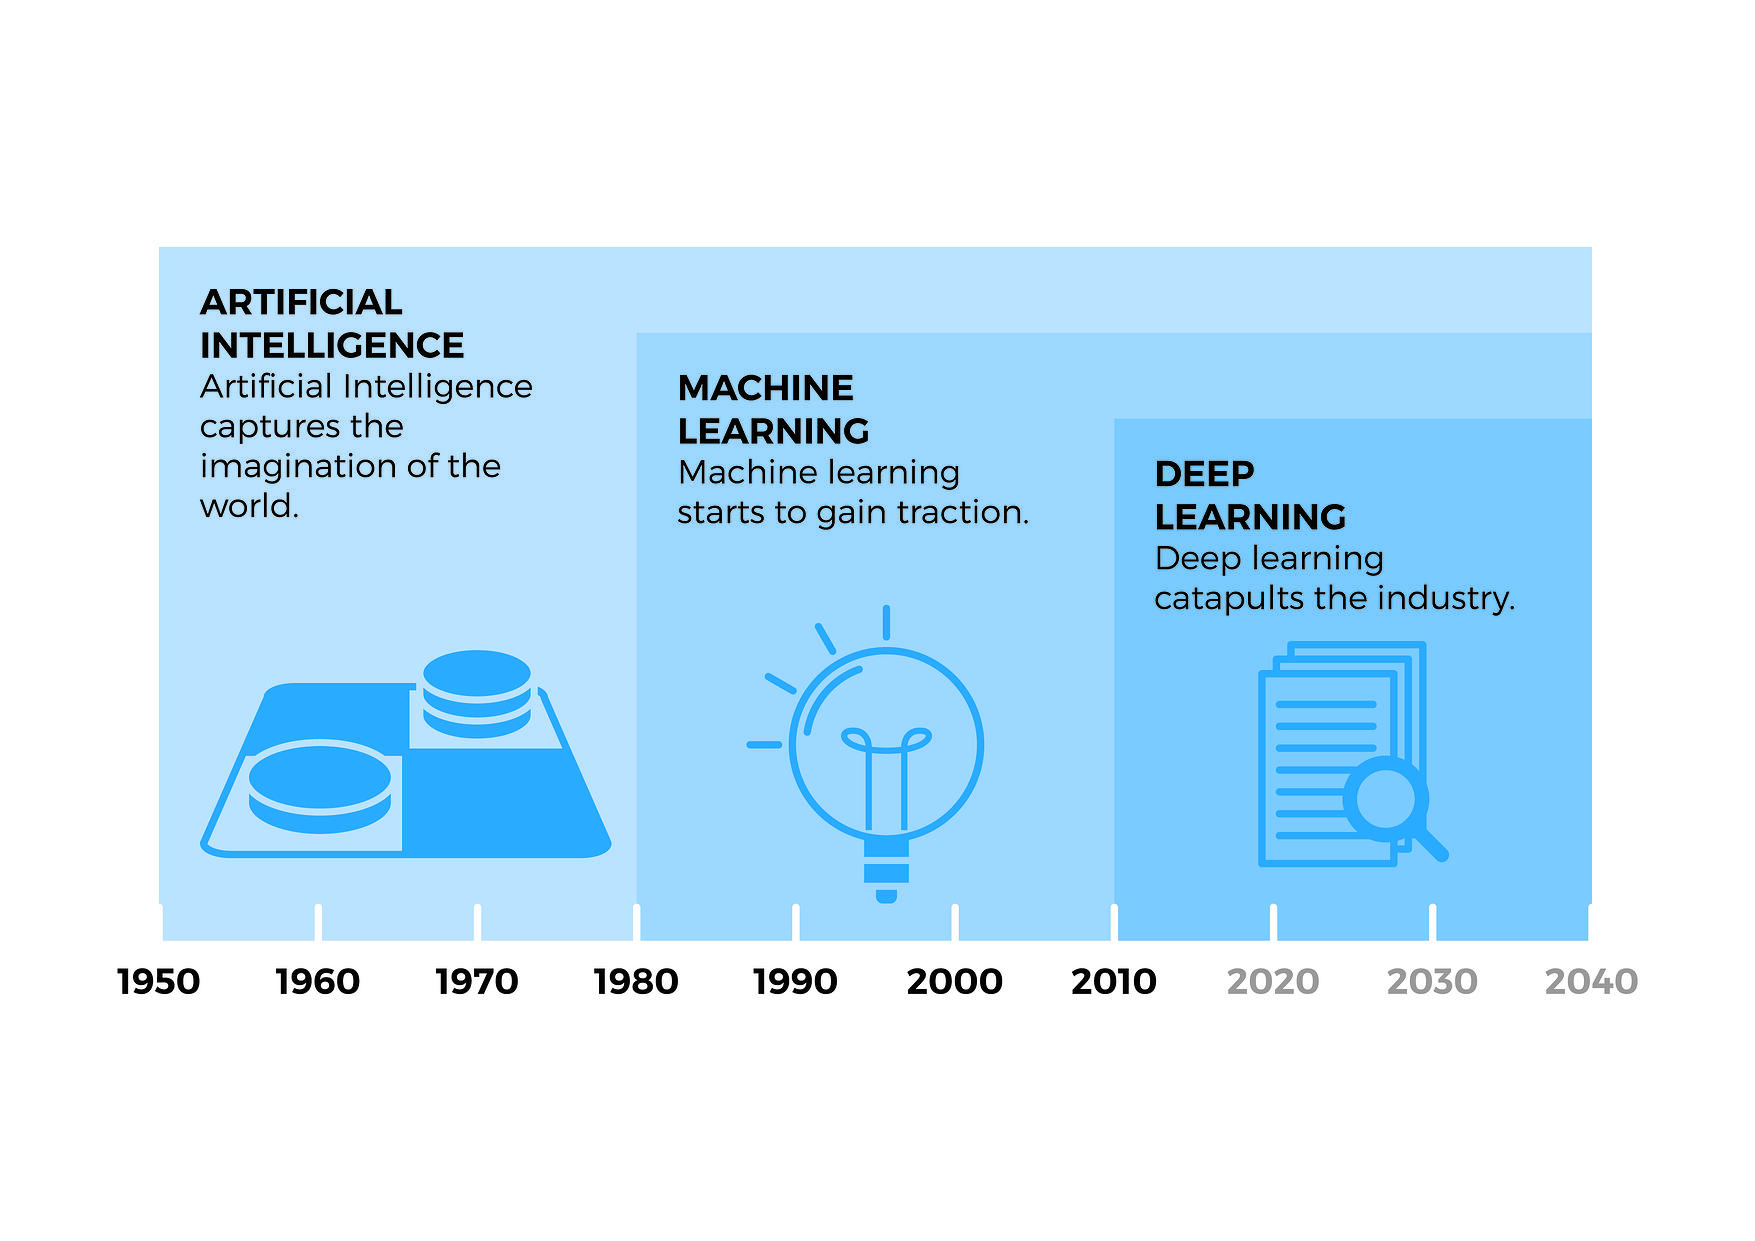 ARTIFICIAL
INTELLIGENCE
Artificial Intelligence
captures the
imagination of the
world.
MACHINE
LEARNING
Machine learning
starts to gain traction.
DEEP
LEARNING
Deep learning
catapults the industry.
1950 1960 1970 1980 1990 2000 2010 2020 2030 2040